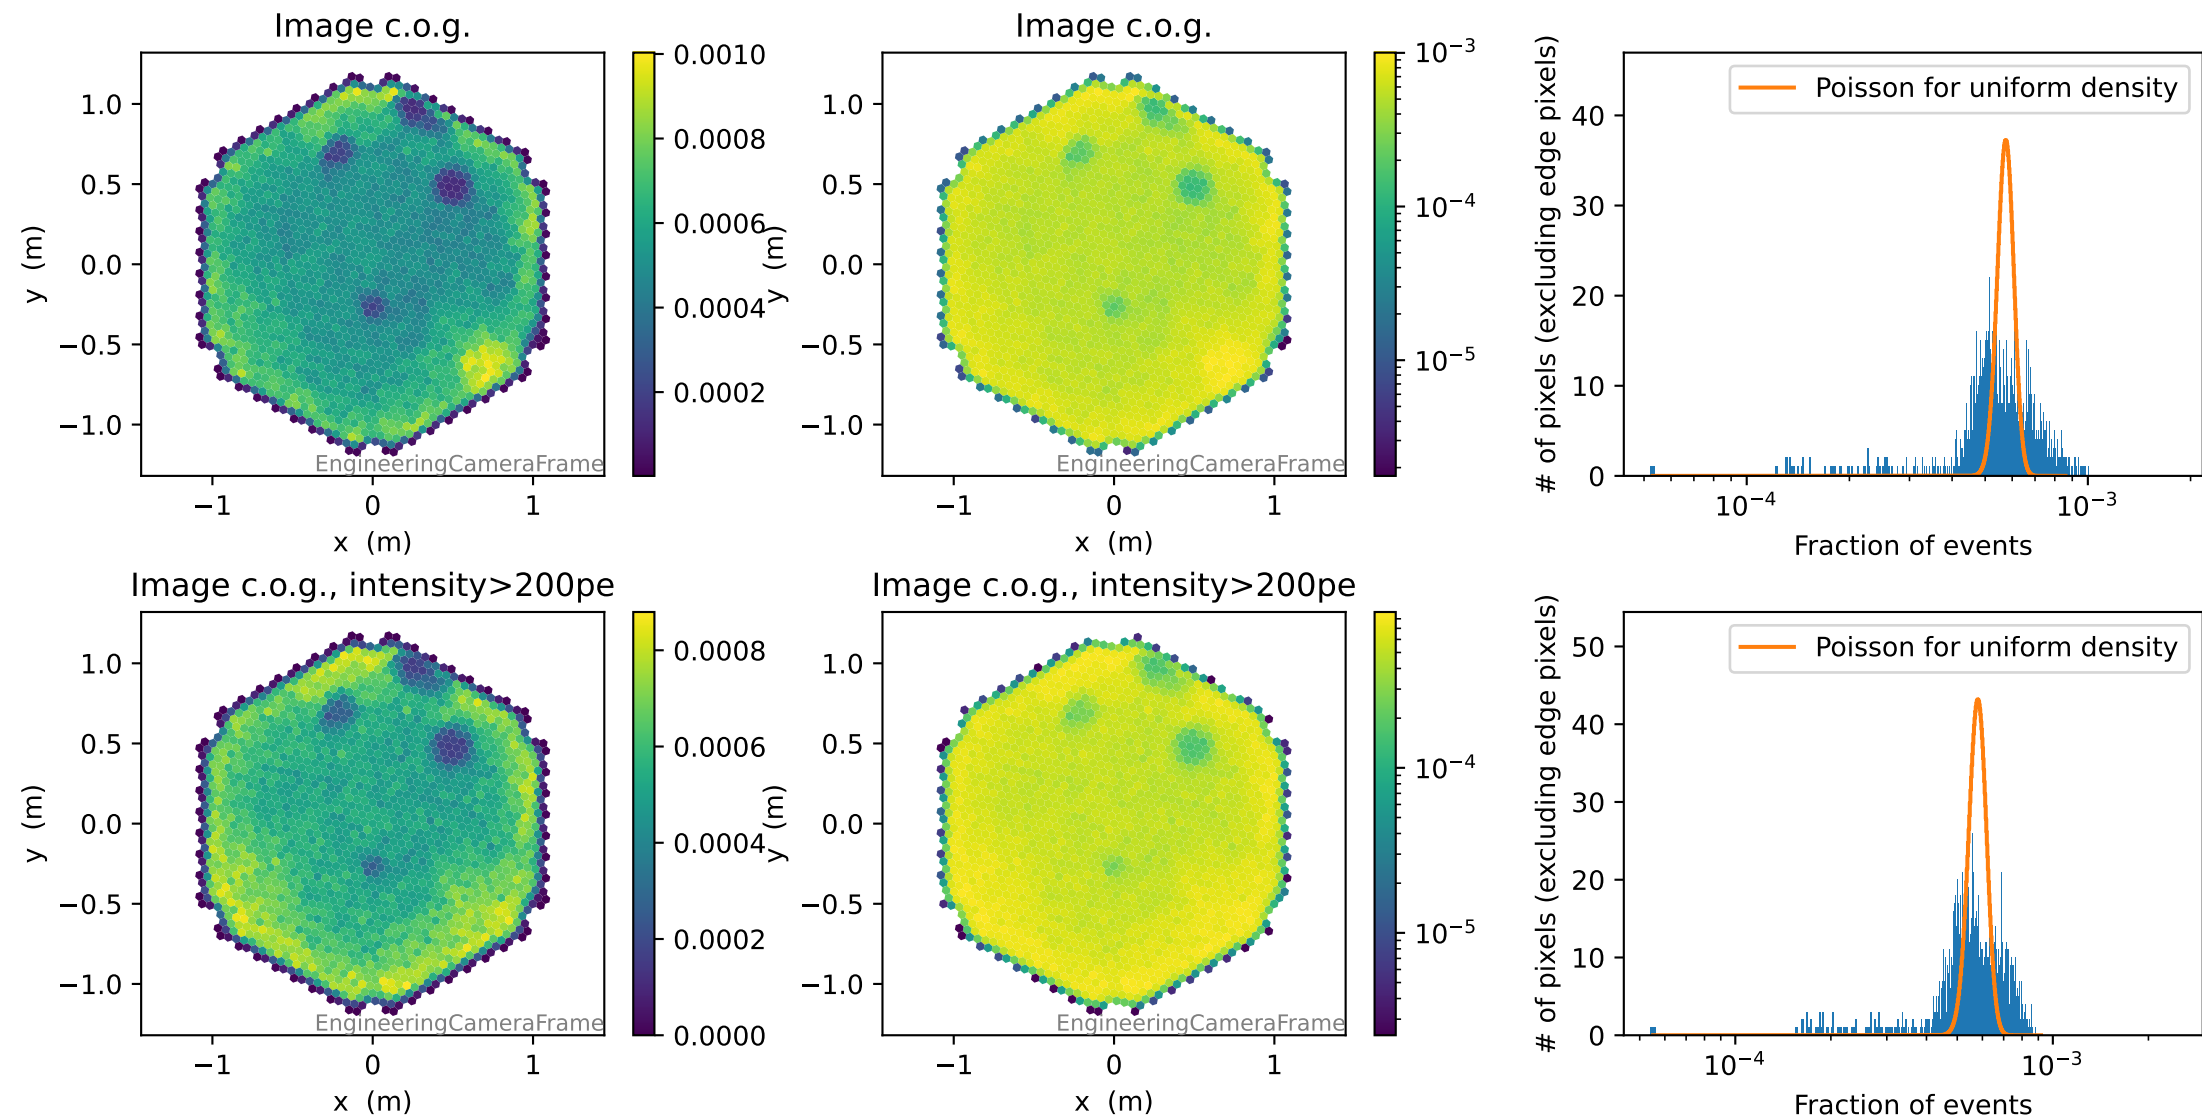 Image c.o.g.
1.0
0.5
0.0
−0.5
−1.0
y (m)
−1
0
1
x (m)
EngineeringCameraFrame
0.0010
0.0008
0.0006
0.0004
0.0002
Image c.o.g.
1.0
0.5
0.0
−0.5
−1.0
y (m)
−1
0
1
x (m)
EngineeringCameraFrame
10−3
10−4
10−5
Poisson for uniform density
# of pixels (excluding edge pixels)
40
30
20
10
0
10−4
10−3
Fraction of events
Image c.o.g., intensity>200pe
1.0
0.5
0.0
−0.5
−1.0
y (m)
−1
0
1
x (m)
EngineeringCameraFrame
0.0008
0.0006
0.0004
0.0002
0.0000
Image c.o.g., intensity>200pe
1.0
0.5
0.0
−0.5
−1.0
y (m)
−1
0
1
x (m)
EngineeringCameraFrame
10−4
10−5
Poisson for uniform density
# of pixels (excluding edge pixels)
50
40
30
20
10
0
10−4
10−3
Fraction of events